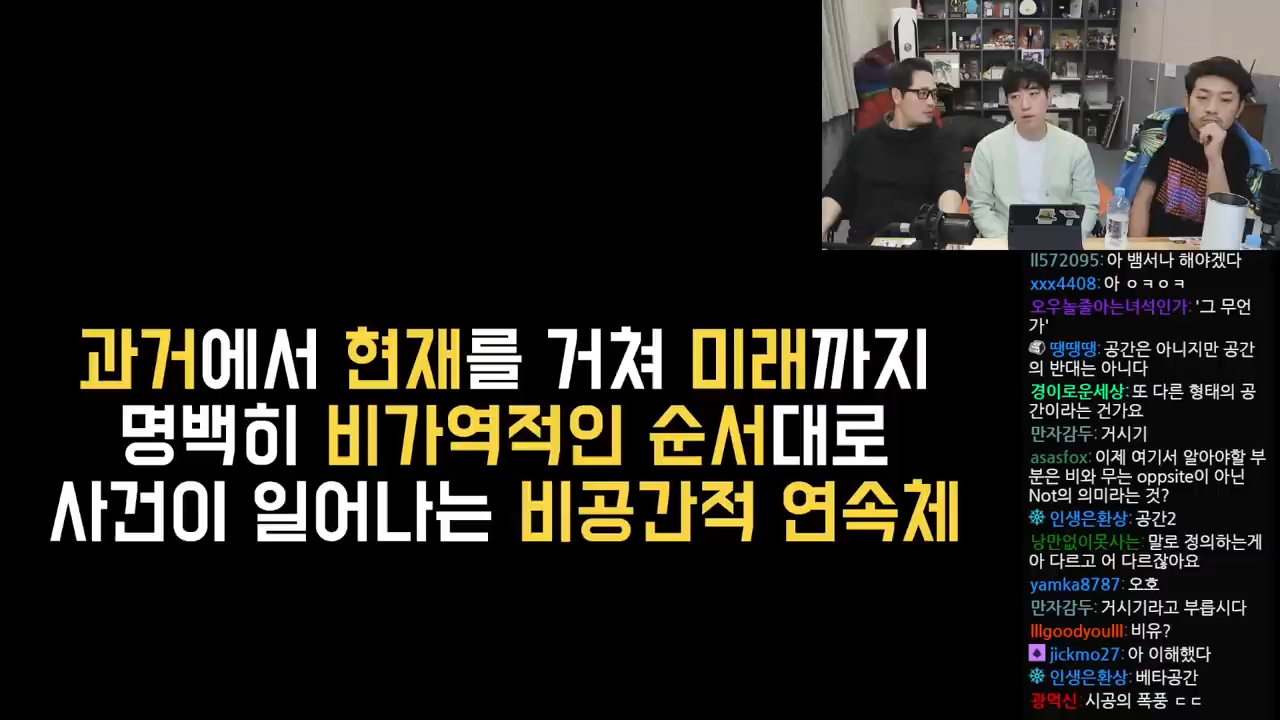 과거에서 현재를 거쳐 미래까지
명백히 비가역적인 순서대로
사건이 일어나는 비공간적 연속체
ll572095: 아 뱀서나 해야겠다
xxx4408: 아 ㅇㅋㅇㅋ
오우놀줄아는녀석인가: '그 무언
가'
땡땡땡: 공간은 아니지만 공간
의 반대는 아니다
경이로운세상: 또 다른 형태의 공
간이라는 건가요
만자감두: 거시기
asasfox: 이제 여기서 알아야할 부
분은 비와 무는 oppsite이 아닌
Not의 의미라는 것?
인생은환상: 공간2
낭만없이못사는: 말로 정의하는게
아 다르고 어 다르잖아요
yamka8787: 오호
만자감두: 거시기라고 부릅시다
lllgoodyoulll: 비유?
jickmo27: 아 이해했다
인생은환상: 베타공간
광먹신: 시공의 폭풍 ㄷㄷ